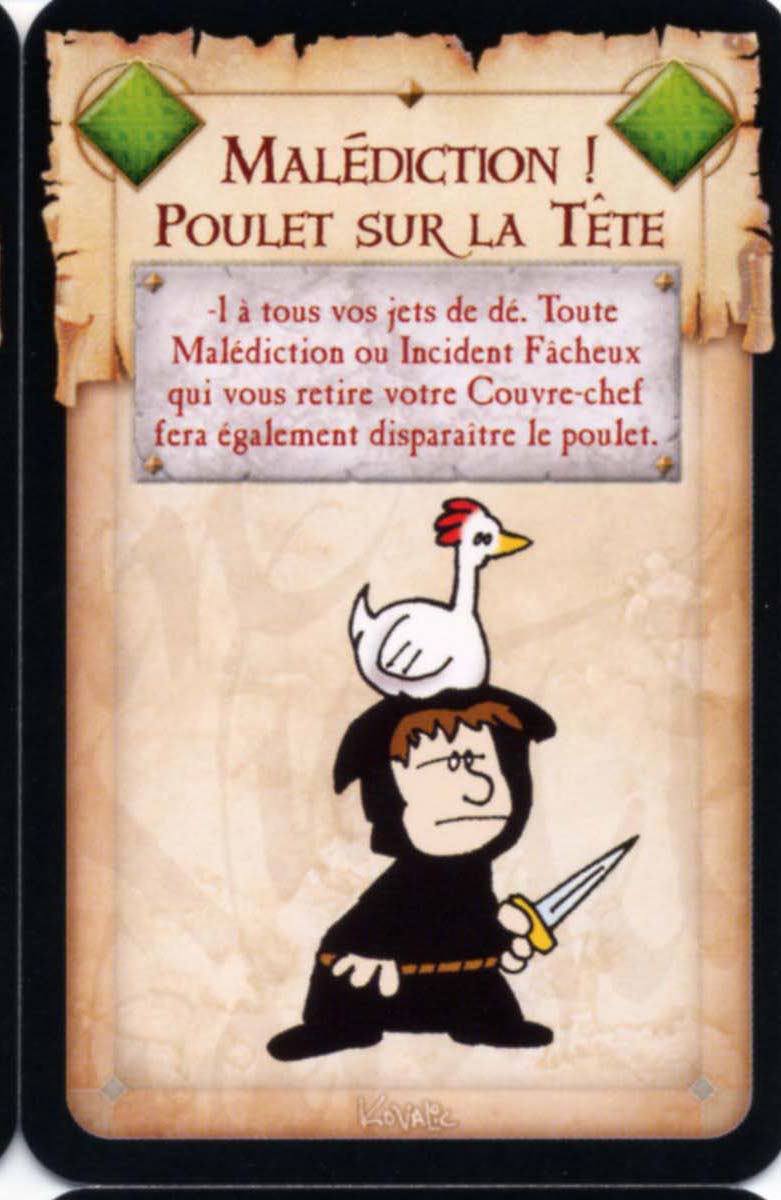 MALÉDICTION !
POULET SUR LA TÊTE
-1 à tous vos jets de dé. Toute
Malédiction ou Incident Fâcheux
qui vous retire votre Couvre-chef
fera également disparaître le poulet.
KOVALIC